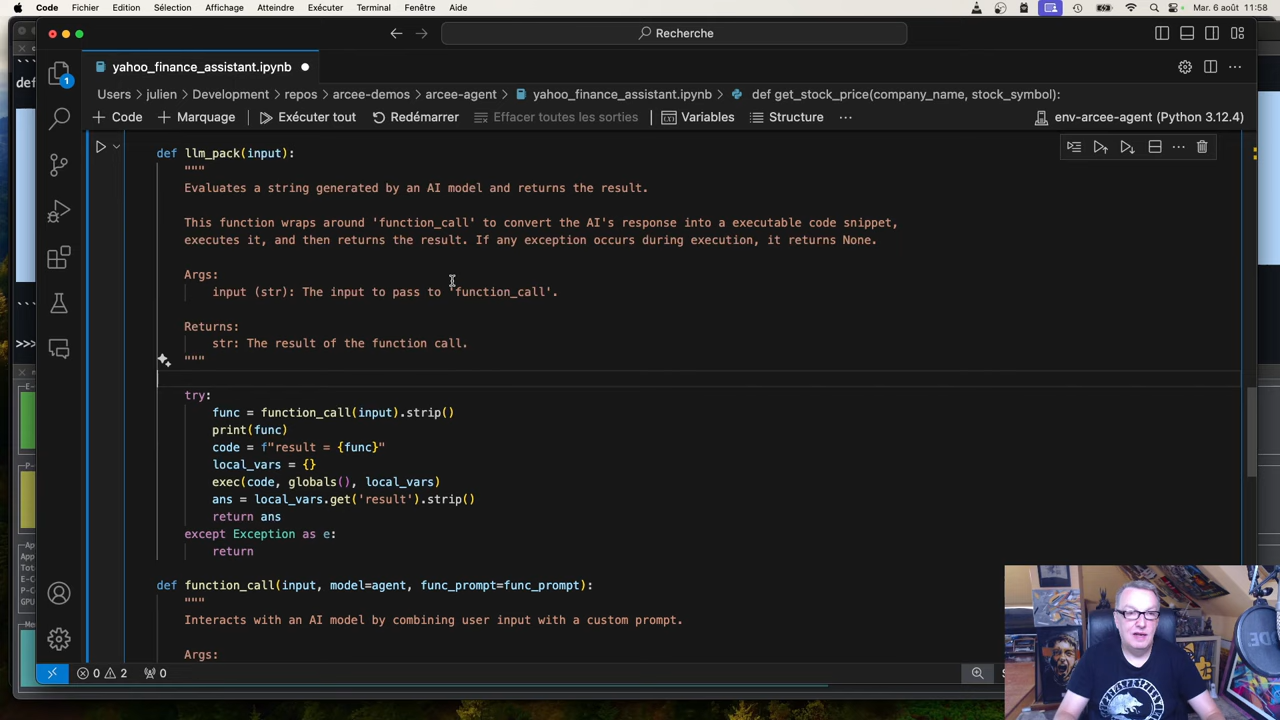 Code Fichier Edition Sélection Affichage Atteindre Exécuter Terminal Fenêtre Aide Mar. 6 août 11:58
Recherche
yahoo_finance_assistant.ipynb
1
Users julien Development repos arcee-demos arcee-agent yahoo_finance_assistant.ipynb def get_stock_price(company_name, stock_symbol):
Code Marquage Exécuter tout Redémarrer Effacer toutes les sorties Variables Structure ... env-arcee-agent (Python 3.12.4)
def llm_pack(input):
"""
Evaluates a string generated by an AI model and returns the result.
This function wraps around 'function_call' to convert the AI's response into a executable code snippet,
executes it, and then returns the result. If any exception occurs during execution, it returns None.
Args:
input (str): The input to pass to 'function_call'.
Returns:
str: The result of the function call.
"""
try:
func = function_call(input).strip()
print(func)
code = f"result = {func}"
local_vars = {}
exec(code, globals(), local_vars)
ans = local_vars.get('result').strip()
return ans
except Exception as e:
return
def function_call(input, model=agent, func_prompt=func_prompt):
"""
Interacts with an AI model by combining user input with a custom prompt.
Args:
0 2 0